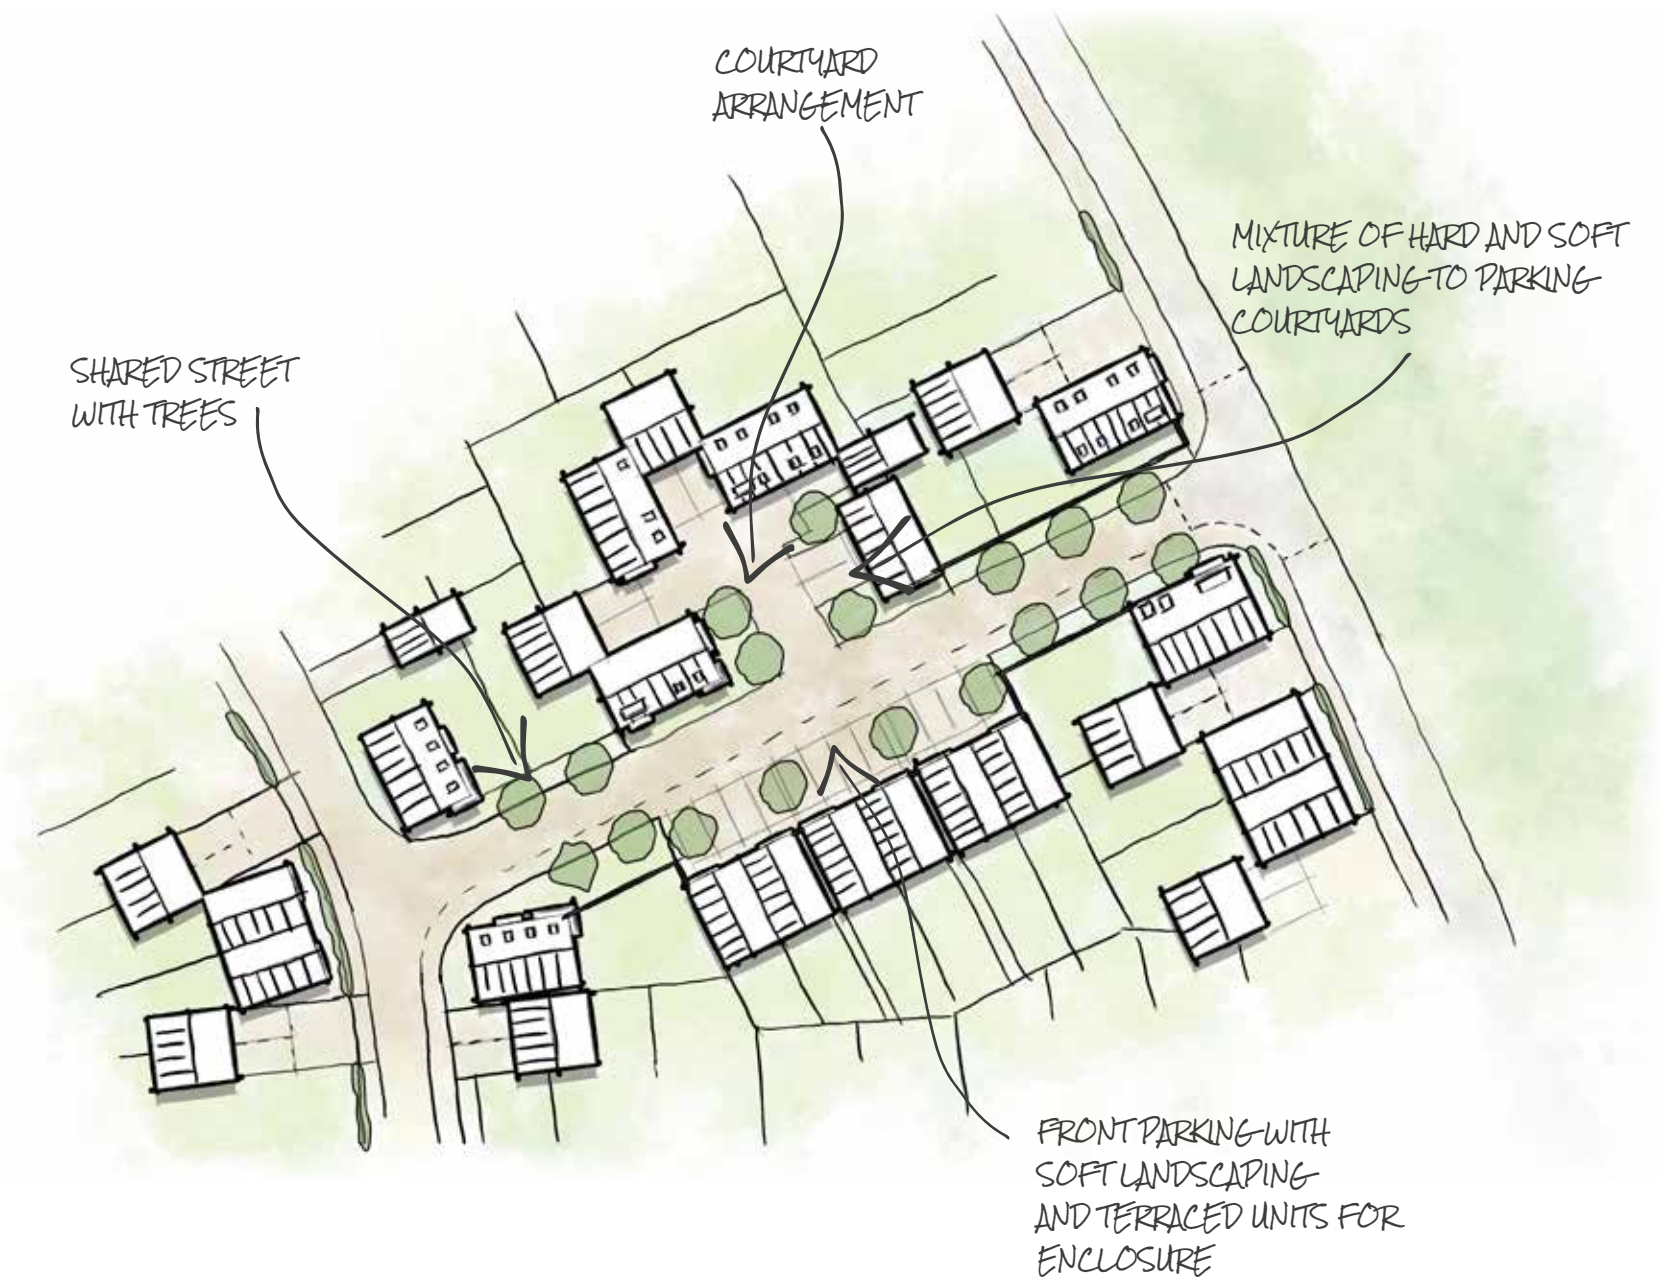 COURTYARD
ARRANGEMENT
MIXTURE OF HARD AND SOFT
LANDSCAPING TO PARKING
COURTYARDS
SHARED STREET
WITH TREES
FRONT PARKING WITH
SOFT LANDSCAPING
AND TERRACED UNITS FOR
ENCLOSURE